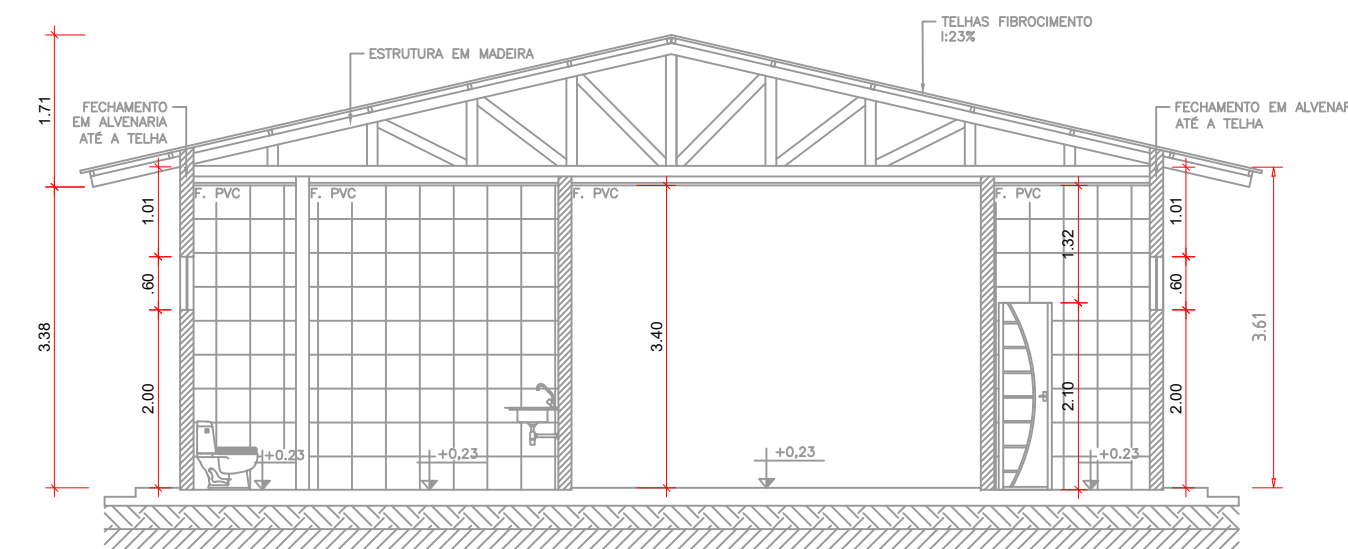 TELHAS FIBROCIMENTO
I:23%
ESTRUTURA EM MADEIRA
FECHAMENTO
EM ALVENARIA
ATÉ A TELHA
FECHAMENTO EM ALVENAR
ATÉ A TELHA
1.71
3.38
1.01
.60
2.00
F. PVC
F. PVC
F. PVC
3.40
1.32
2.10
1.01
.60
2.00
3.61
+0.23
+0,23
+0,23
+0.23